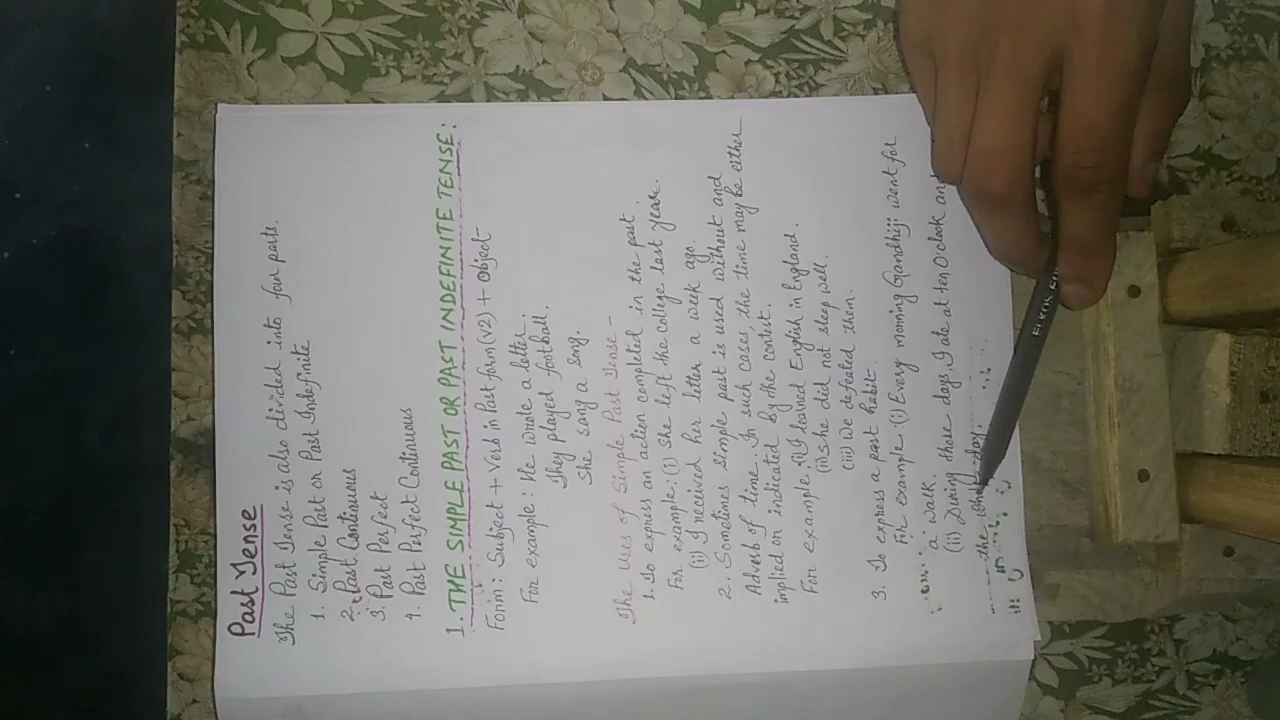 Past Tense
The Past Tense is also divided into four parts.
1. Simple Past or Past Indefinite
2. Past Continuous
3. Past Perfect
4. Past Perfect Continuous
1. THE SIMPLE PAST OR PAST INDEFINITE TENSE:
Form: Subject + Verb in Past form (V2) + Object
For example: He wrote a letter.
They played football.
She sang a song.
The uses of Simple Past Tense -
1. To express an action completed in the past.
For example: (i) She left the college last year.
(ii) I received her letter a week ago.
2. Sometimes simple past is used without and
Adverb of time. In such cases, the time may be either
implied on indicated by the contest.
For example: (i) I learned English in England.
(ii) She did not sleep well.
(iii) We defeated them.
3. To express a past habit-
For example: (i) Every morning Gandhiji went for
a walk.
(ii) During those days, I ate at ten O'clock
the